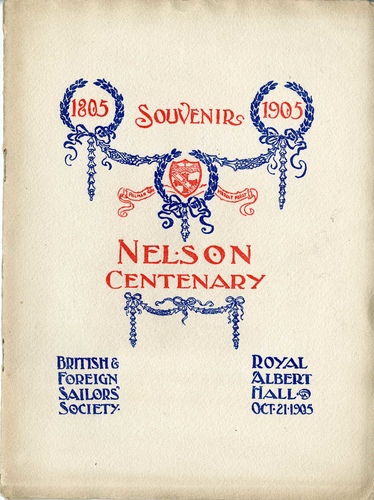 1805 SOUVENIR 1905
NELSON
CENTENARY
BRITISH &
FOREIGN
SAILORS'
SOCIETY.
ROYAL
ALBERT
HALL
OCT. 21. 1905